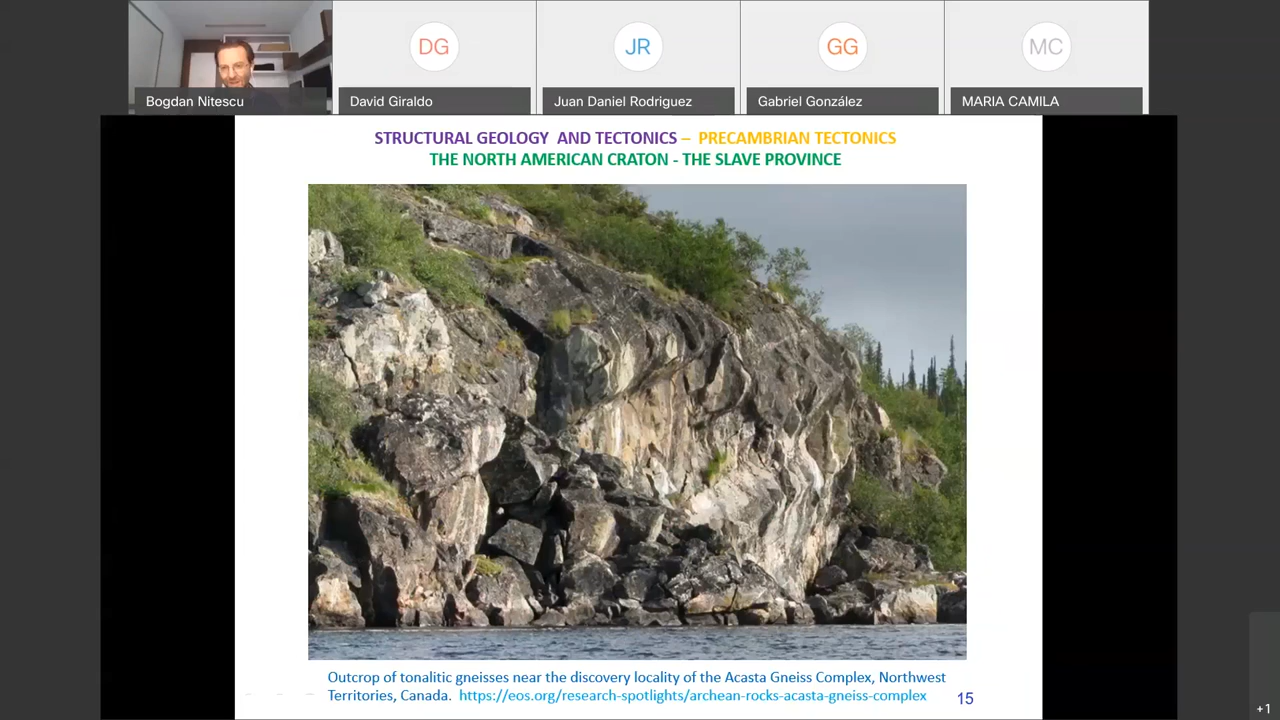 DG
JR
GG
MC
Bogdan Nitescu
David Giraldo
Juan Daniel Rodriguez
Gabriel González
MARIA CAMILA
STRUCTURAL GEOLOGY AND TECTONICS – PRECAMBRIAN TECTONICS
THE NORTH AMERICAN CRATON - THE SLAVE PROVINCE
Outcrop of tonalitic gneisses near the discovery locality of the Acasta Gneiss Complex, Northwest
Territories, Canada. https://eos.org/research-spotlights/archean-rocks-acasta-gneiss-complex
15
+1